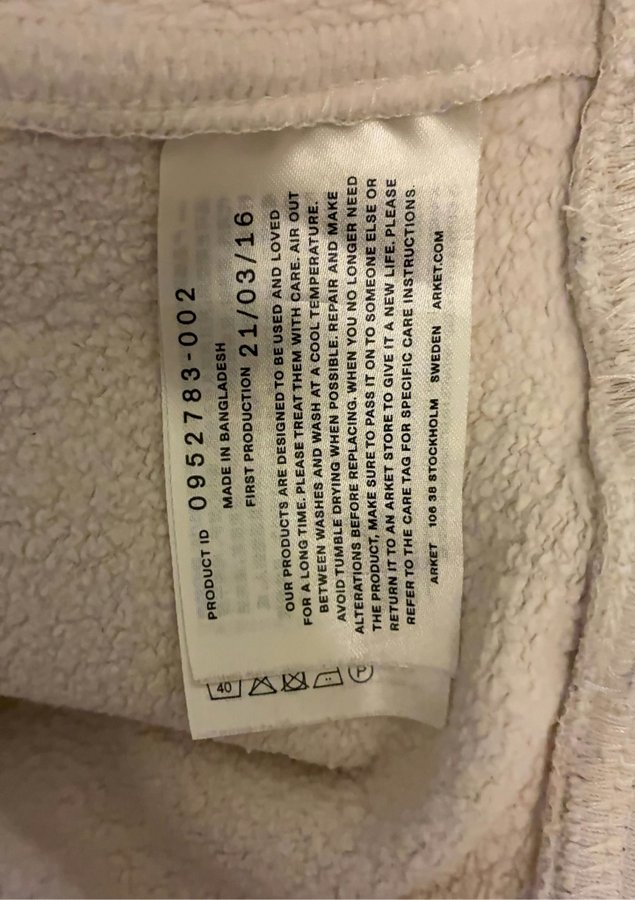 PRODUCT ID 0952783-002
MADE IN BANGLADESH
FIRST PRODUCTION 21/03/16
OUR PRODUCTS ARE DESIGNED TO BE USED AND LOVED
FOR A LONG TIME. PLEASE TREAT THEM WITH CARE. AIR OUT
BETWEEN WASHES AND WASH AT A COOL TEMPERATURE.
AVOID TUMBLE DRYING WHEN POSSIBLE. REPAIR AND MAKE
ALTERATIONS BEFORE REPLACING. WHEN YOU NO LONGER NEED
THE PRODUCT, MAKE SURE TO PASS IT ON TO SOMEONE ELSE OR
RETURN IT TO AN ARKET STORE TO GIVE IT A NEW LIFE. PLEASE
REFER TO THE CARE TAG FOR SPECIFIC CARE INSTRUCTIONS.
ARKET 106 38 STOCKHOLM SWEDEN ARKET.COM
40
P